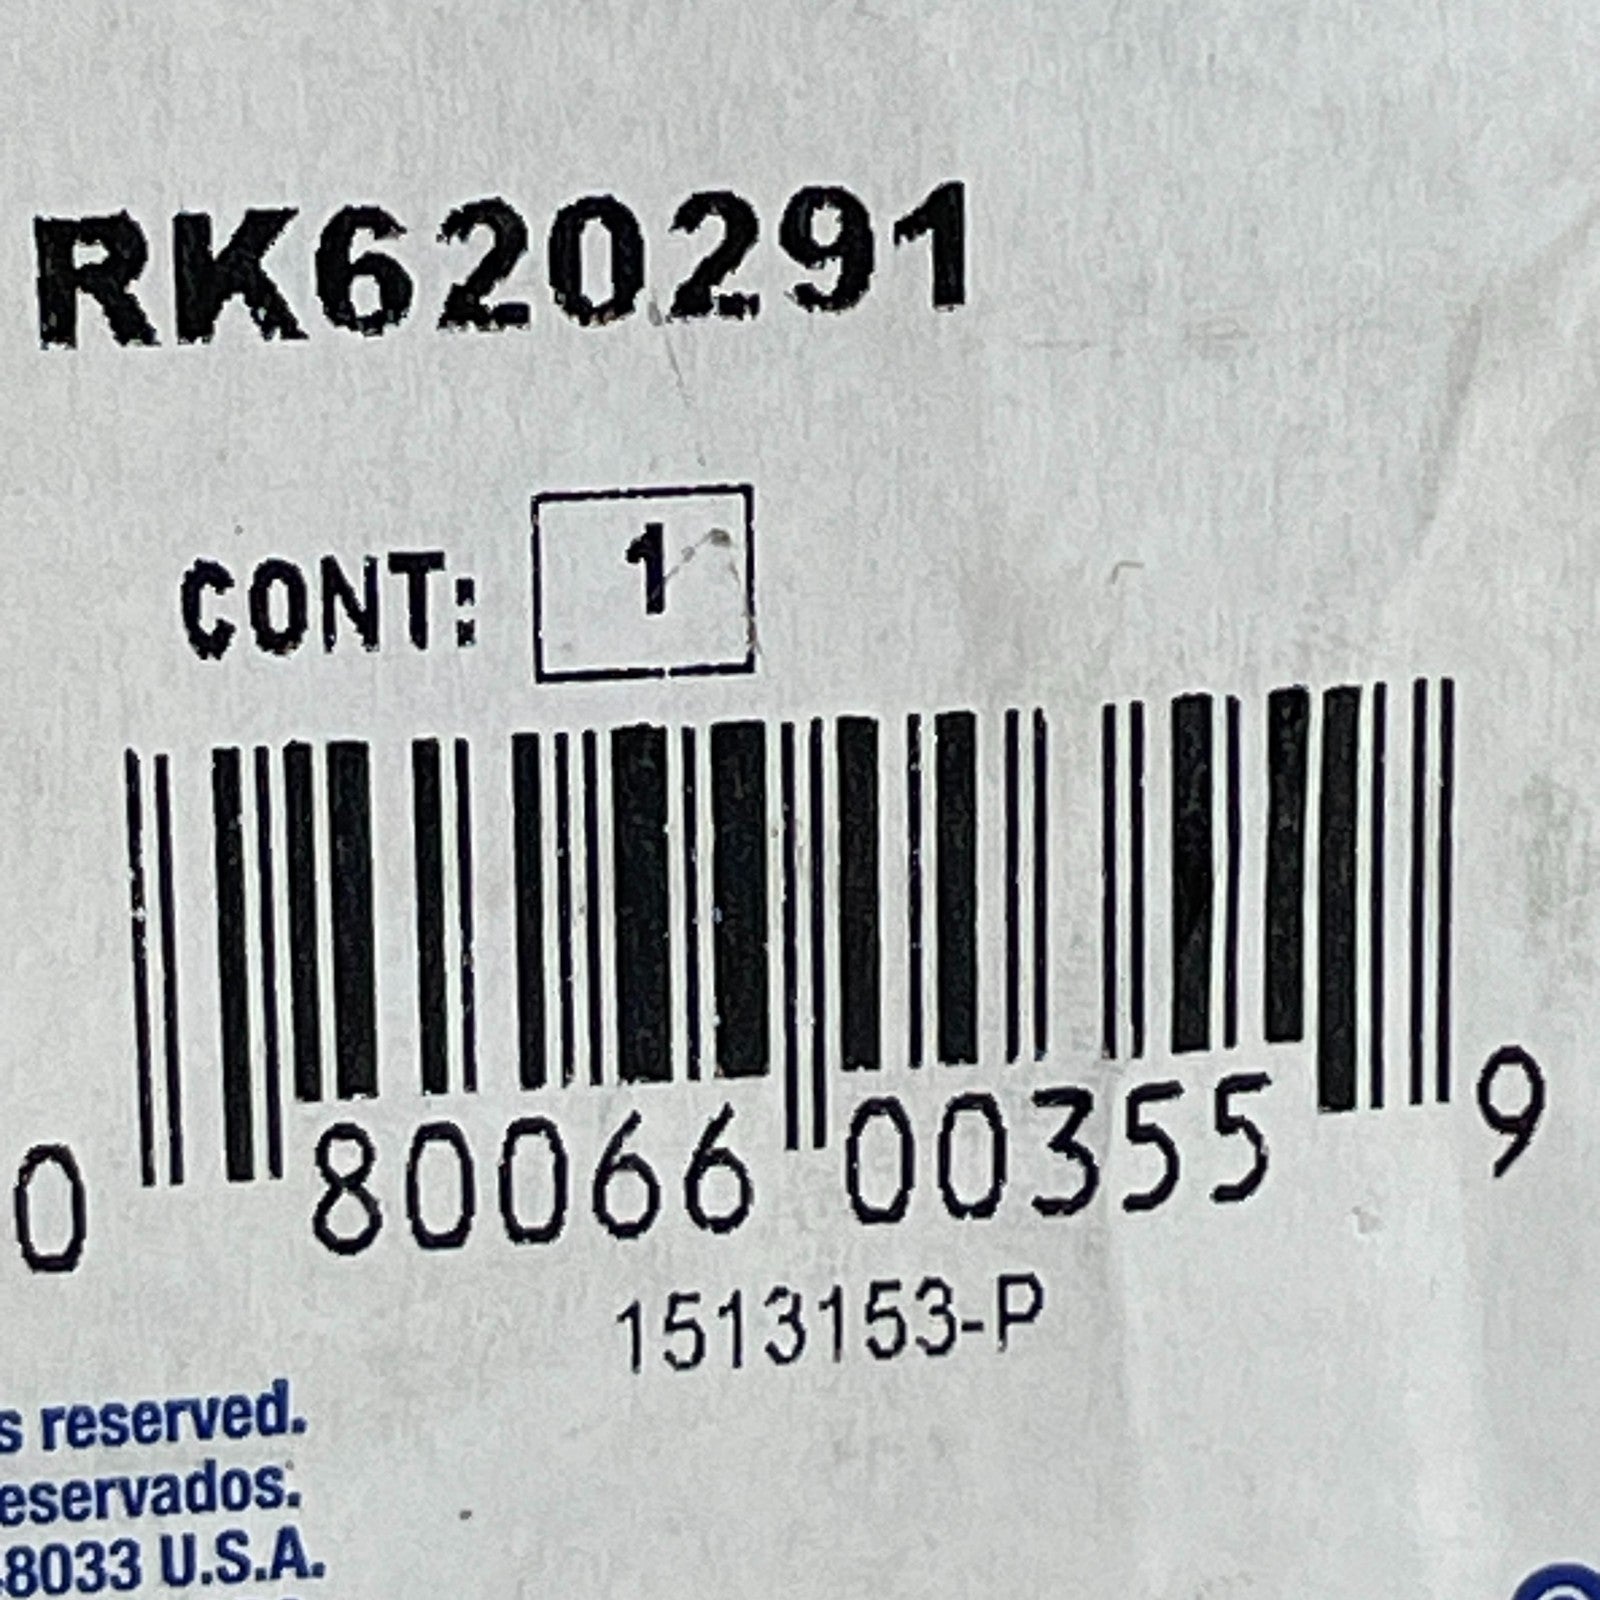 RK620291
CONT: 1
0 80066 00355 9
1513153-P
s reserved.
eservados.
-8033 U.S.A.